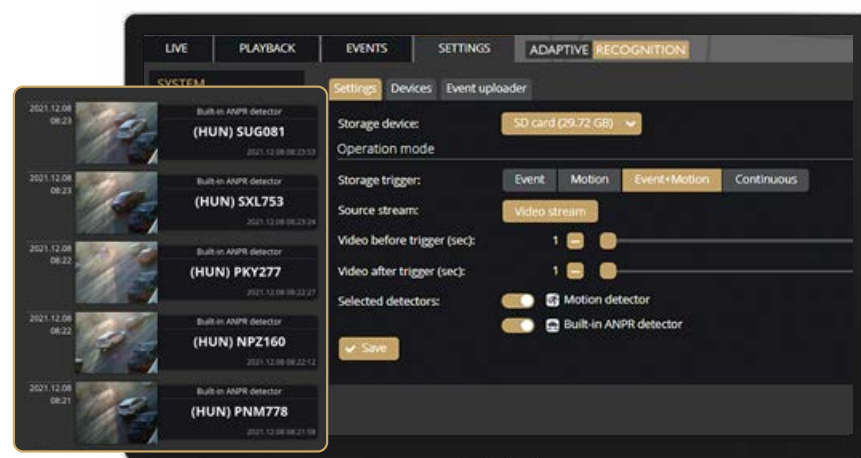 LIVE PLAYBACK EVENTS SETTINGS ADAPTIVE RECOGNITION
SYSTEM
Settings Devices Event uploader
Storage device: SD card (29.72 GB)
Operation mode
Storage trigger: Event Motion Event+Motion Continuous
Source stream: Video stream
Video before trigger (sec): 1
Video after trigger (sec): 1
Selected detectors: Motion detector
Built-in ANPR detector
Save
2021.12.08
08:23
Built-in ANPR detector
(HUN) SUG081
2021.12.08 08:23:53
2021.12.08
08:23
Built-in ANPR detector
(HUN) SXL753
2021.12.08 08:23:24
2021.12.08
08:22
Built-in ANPR detector
(HUN) PKY277
2021.12.08 08:22:27
2021.12.08
08:22
Built-in ANPR detector
(HUN) NPZ160
2021.12.08 08:22:12
2021.12.08
08:21
Built-in ANPR detector
(HUN) PNM778
2021.12.08 08:21:58